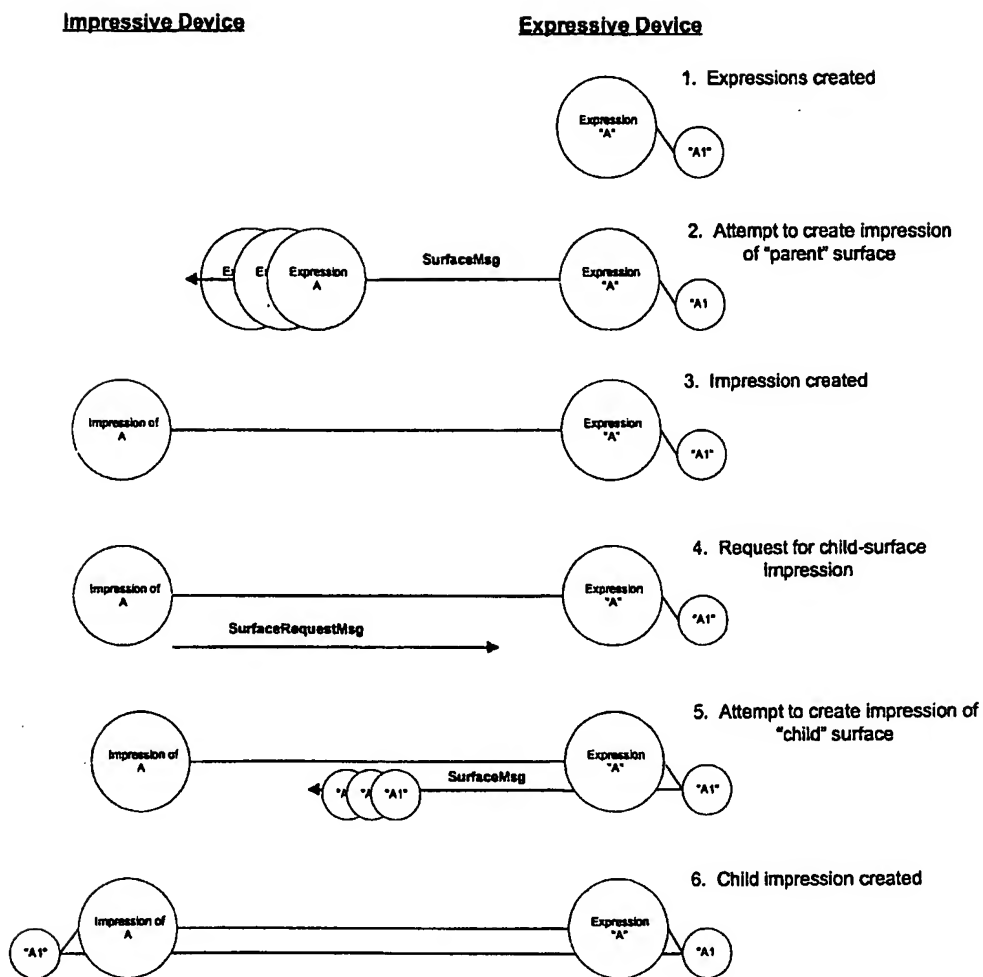 Impressive Device
Expressive Device
1. Expressions created
Expression
"A"
"A1"
2. Attempt to create impression
of "parent" surface
SurfaceMsg
E
E
Expression
A
Expression
"A"
"A1
3. Impression created
Impression of
A
Expression
"A"
"A1"
4. Request for child-surface
impression
Impression of
A
Expression
"A"
"A1"
SurfaceRequestMsg
5. Attempt to create impression of
"child" surface
Impression of
A
Expression
"A"
SurfaceMsg
"A
"A
"A1"
"A1"
6. Child impression created
Impression of
A
Expression
"A"
"A1"
"A1